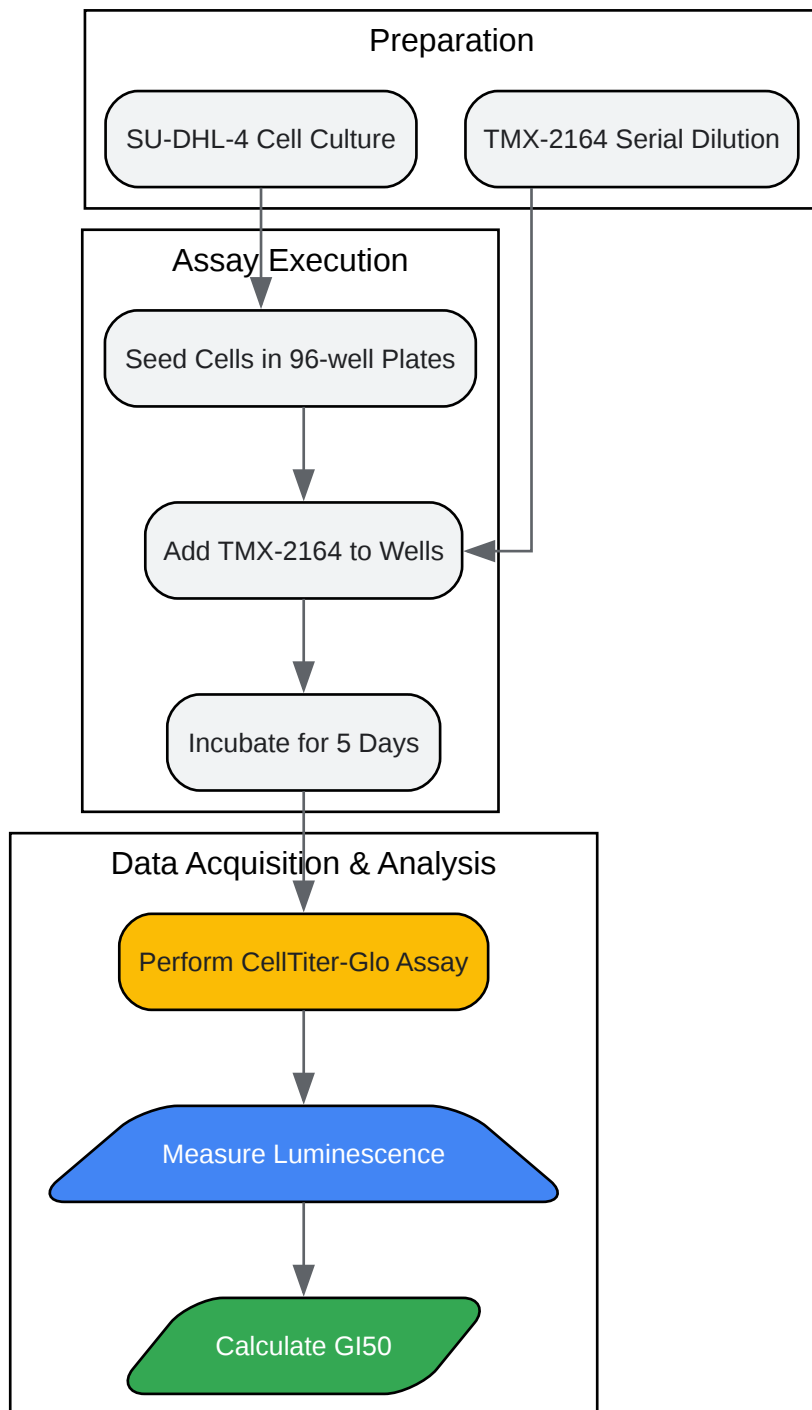 Preparation
SU-DHL-4 Cell Culture
TMX-2164 Serial Dilution
Assay Execution
Seed Cells in 96-well Plates
Add TMX-2164 to Wells
Incubate for 5 Days
Data Acquisition & Analysis
Perform CellTiter-Glo Assay
Measure Luminescence
Calculate GI50